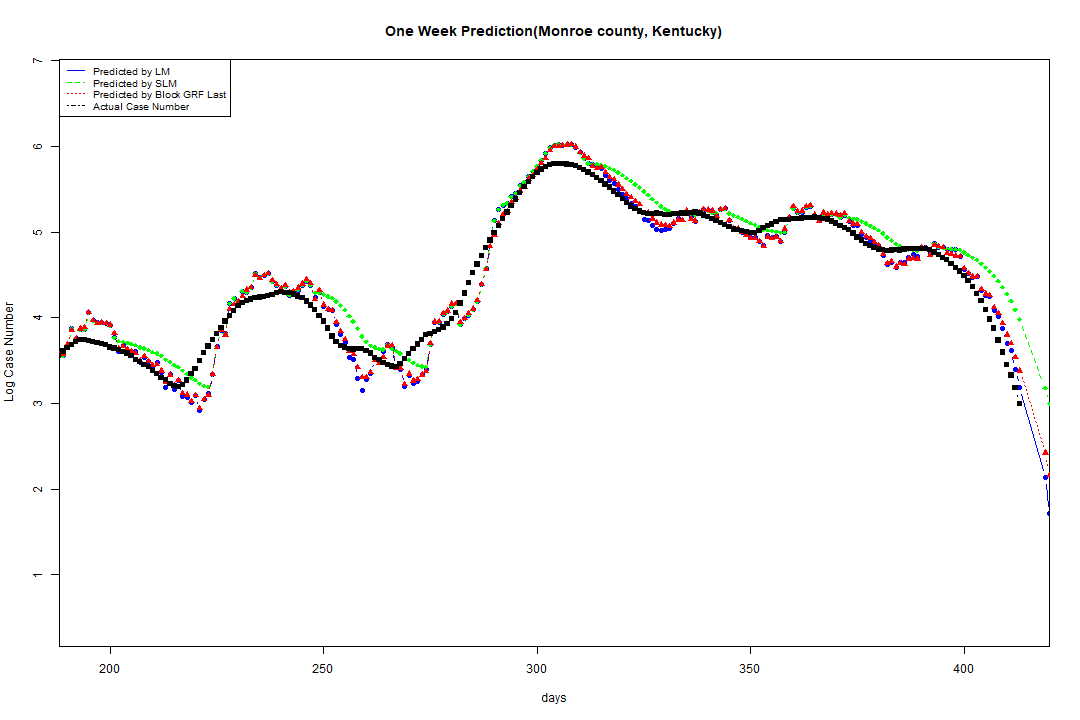 One Week Prediction(Monroe county, Kentucky)
Predicted by LM
Predicted by SLM
Predicted by Block GRF Last
Actual Case Number
7
6
5
4
3
2
1
Log Case Number
200 250 300 350 400
days